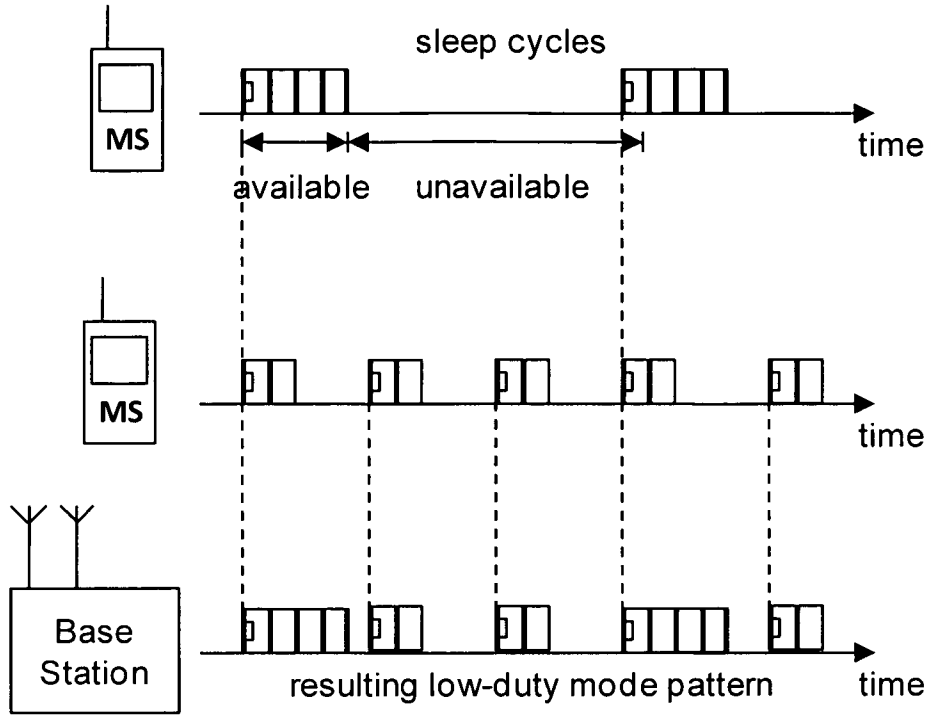 sleep cycles
MS
time
available
unavailable
MS
time
Base
Station
resulting low-duty mode pattern
time